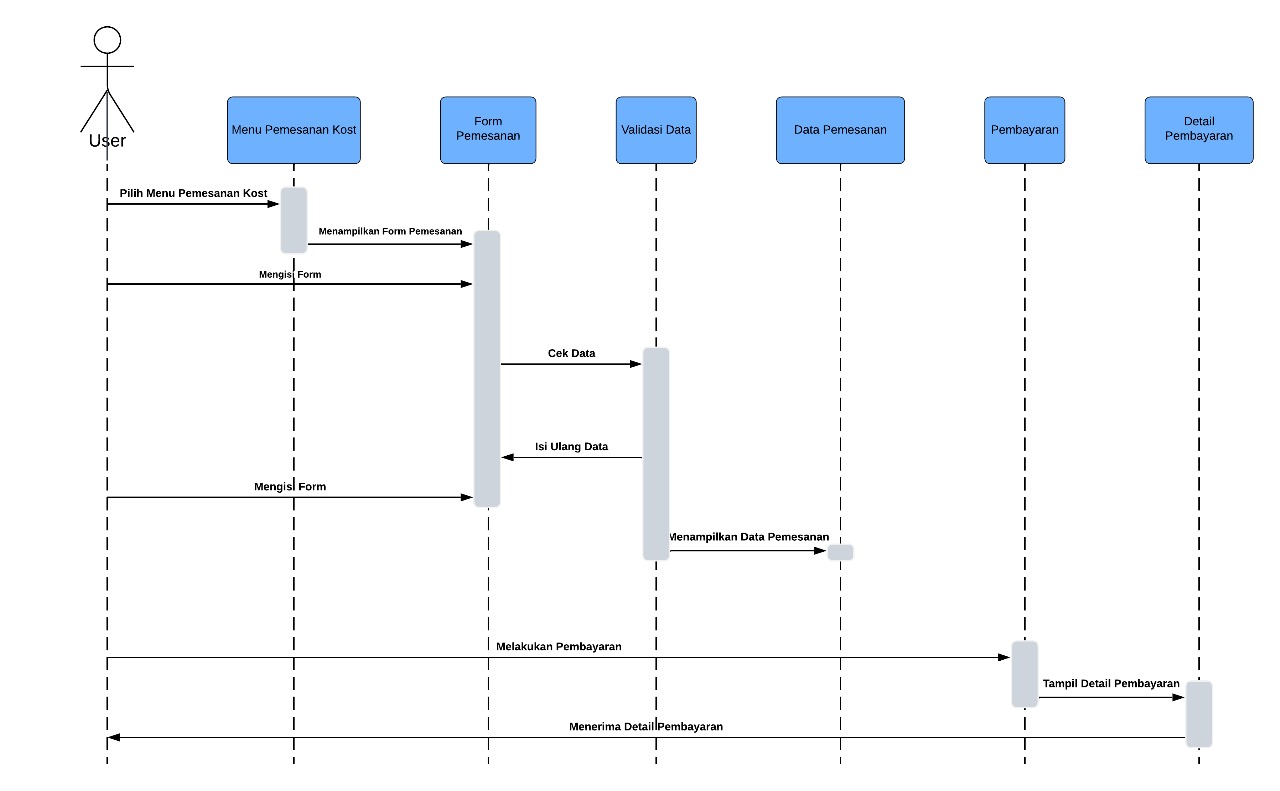 User
Menu Pemesanan Kost
Form
Pemesanan
Validasi Data
Data Pemesanan
Pembayaran
Detail
Pembayaran
Pilih Menu Pemesanan Kost
Menampilkan Form Pemesanan
Mengisi Form
Cek Data
Isi Ulang Data
Mengisi Form
Menampilkan Data Pemesanan
Melakukan Pembayaran
Tampil Detail Pembayaran
Menerima Detail Pembayaran